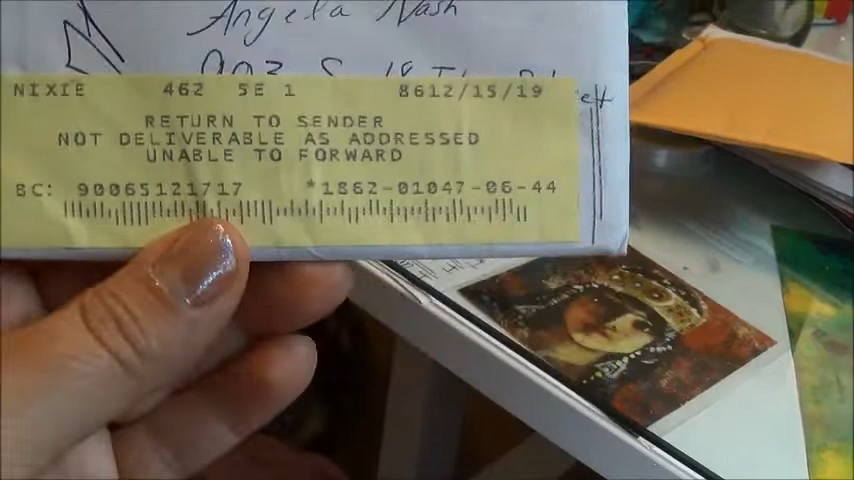 Angela Nash
NIXIE 462 SE 1 8612/15/19
RETURN TO SENDER
NOT DELIVERABLE AS ADDRESSED
UNABLE TO FORWARD
BC: 90065121717 *1862-01047-06-44